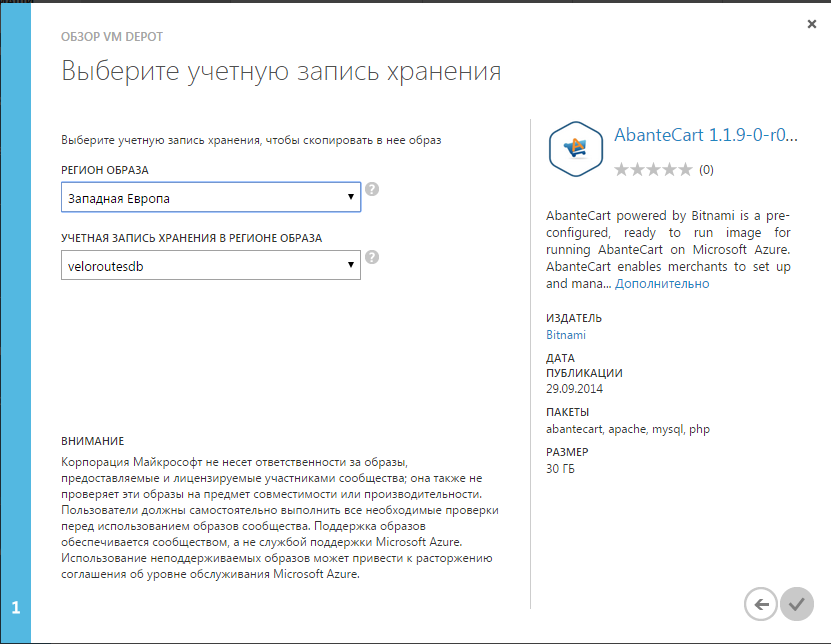 ОБЗОР VM DEPOT
Выберите учетную запись хранения
Выберите учетную запись хранения, чтобы скопировать в нее образ
РЕГИОН ОБРАЗА
Западная Европа
?
УЧЕТНАЯ ЗАПИСЬ ХРАНЕНИЯ В РЕГИОНЕ ОБРАЗА
veloroutesdb
?
ВНИМАНИЕ
Корпорация Майкрософт не несет ответственности за образы,
предоставляемые и лицензируемые участниками сообщества; она также не
проверяет эти образы на предмет совместимости или производительности.
Пользователи должны самостоятельно выполнить все необходимые проверки
перед использованием образов сообщества. Поддержка образов
обеспечивается сообществом, а не службой поддержки Microsoft Azure.
Использование неподдерживаемых образов может привести к расторжению
соглашения об уровне обслуживания Microsoft Azure.
1
AbanteCart 1.1.9-0-r0...
(0)
AbanteCart powered by Bitnami is a pre-
configured, ready to run image for
running AbanteCart on Microsoft Azure.
AbanteCart enables merchants to set up
and mana... Дополнительно
ИЗДАТЕЛЬ
Bitnami
ДАТА
ПУБЛИКАЦИИ
29.09.2014
ПАКЕТЫ
abantecart, apache, mysql, php
РАЗМЕР
30 ГБ